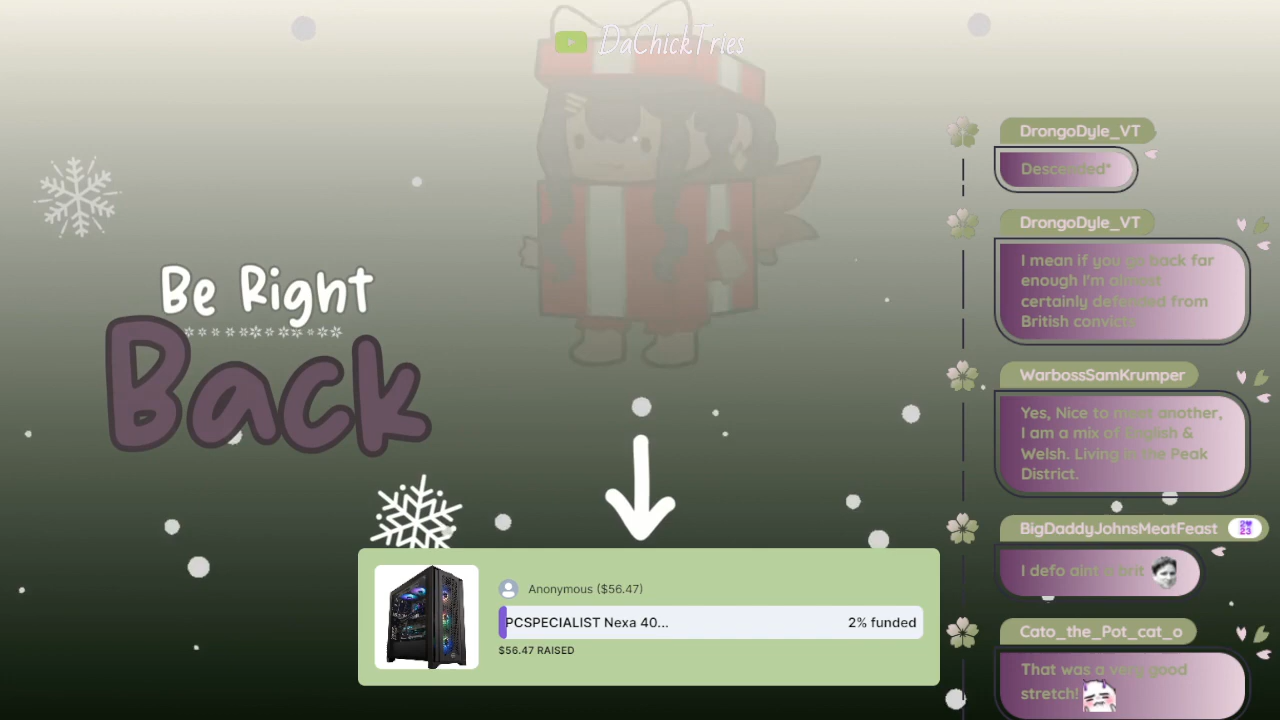 DaChickTries
Be Right
Back
Anonymous ($56.47)
PCSPECIALIST Nexa 40...
2% funded
$56.47 RAISED
DrongoDyle_VT
Descended*
DrongoDyle_VT
I mean if you go back far
enough I'm olmost
certainly defended from
British convicts
WarbossSamKrumper
Yes, Nice to meet another,
I am a mix of English &
Welsh. Living in the Peak
District.
BigDaddyJohnsMeatFeast
I defo aint a brit
Cato_the_Pot_cat_o
That was a very good
stretch!